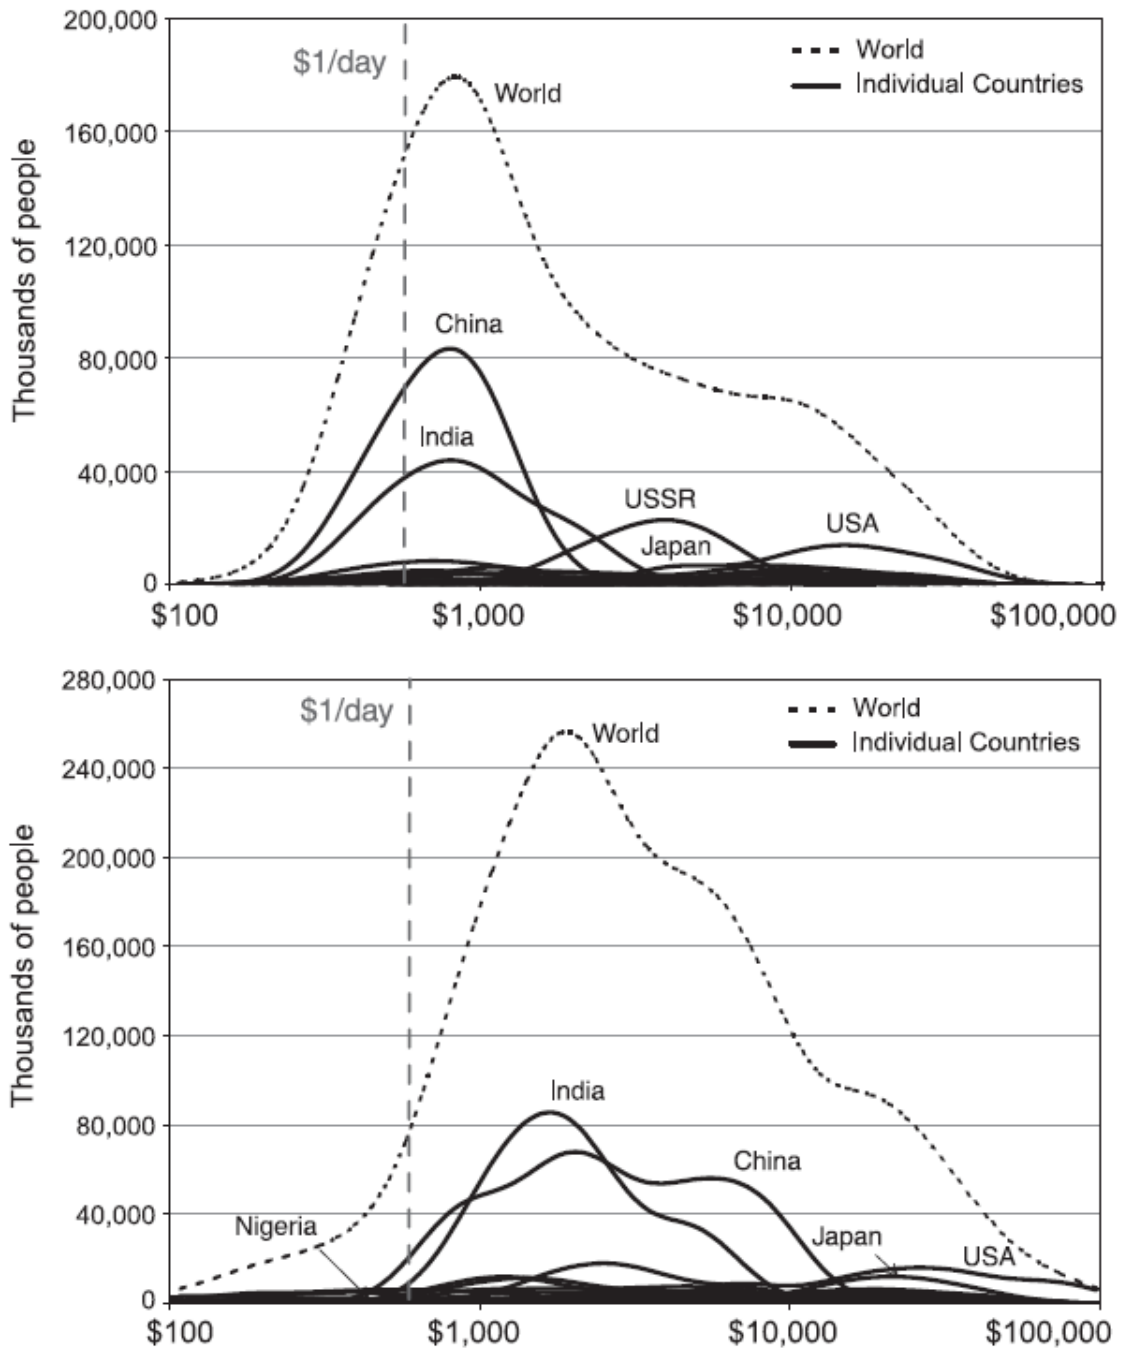 200,000
160,000
120,000
80,000
40,000
0
Thousands of people
$1/day
World
World
Individual Countries
China
India
USSR
Japan
USA
$100
$1,000
$10,000
$100,000
280,000
240,000
200,000
160,000
120,000
80,000
40,000
0
Thousands of people
$1/day
World
World
Individual Countries
India
China
Nigeria
Japan
USA
$100
$1,000
$10,000
$100,000